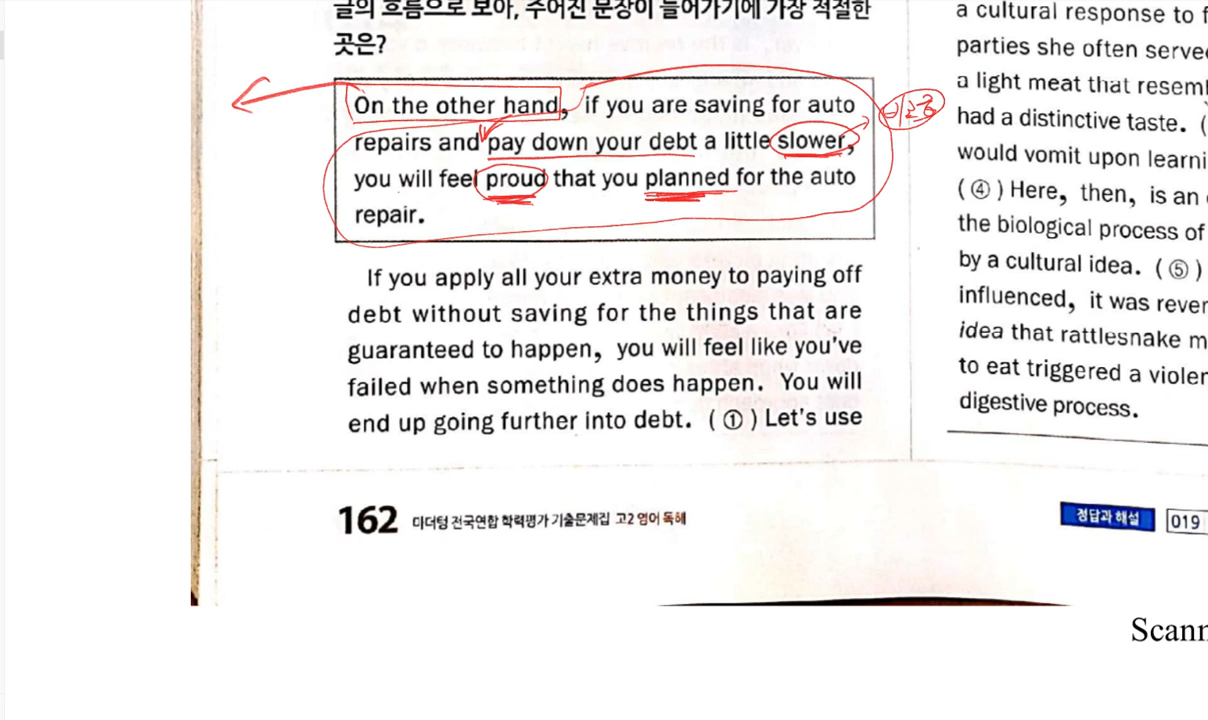 글의 흐름으로 보아, 주어진 문장이 들어가기에 가장 적절한
곳은?
On the other hand, if you are saving for auto
repairs and pay down your debt a little slower,
you will feel proud that you planned for the auto
repair.
If you apply all your extra money to paying off
debt without saving for the things that are
guaranteed to happen, you will feel like you've
failed when something does happen. You will
end up going further into debt. ( ① ) Let's use
162 마더텅 전국연합 학력평가 기출문제집 고2 영어 독해
a cultural response to f
parties she often serve
a light meat that resem
had a distinctive taste. (
would vomit upon learni
( ④ ) Here, then, is an
the biological process of
by a cultural idea. ( ⑤ )
influenced, it was rever
idea that rattlesnake m
to eat triggered a violer
digestive process.
정답과 해설 019
Scann